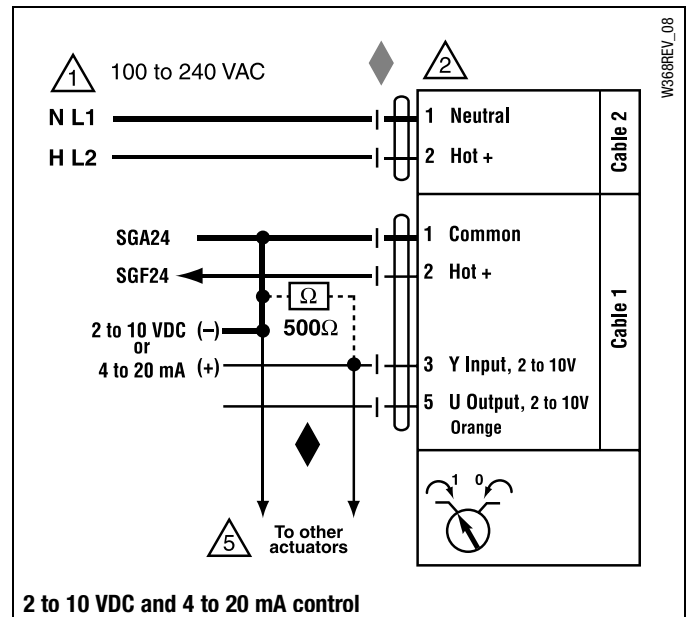 W368REV_08
1 100 to 240 VAC
2
N L1
1 Neutral
H L2
2 Hot +
Cable 2
SGA24
1 Common
SGF24
2 Hot +
Ω
500Ω
2 to 10 VDC (–)
or
4 to 20 mA (+)
3 Y Input, 2 to 10V
5 U Output, 2 to 10V
Orange
Cable 1
1 0
5 To other
actuators
2 to 10 VDC and 4 to 20 mA control